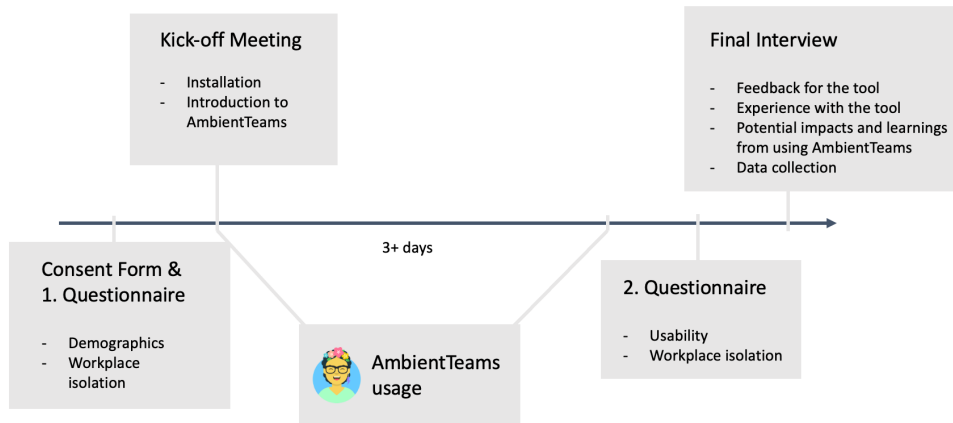 Kick-off Meeting
- Installation
- Introduction to
AmbientTeams
Final Interview
- Feedback for the tool
- Experience with the tool
- Potential impacts and learnings
from using AmbientTeams
- Data collection
3+ days
Consent Form &
1. Questionnaire
- Demographics
- Workplace
isolation
AmbientTeams
usage
2. Questionnaire
- Usability
- Workplace isolation